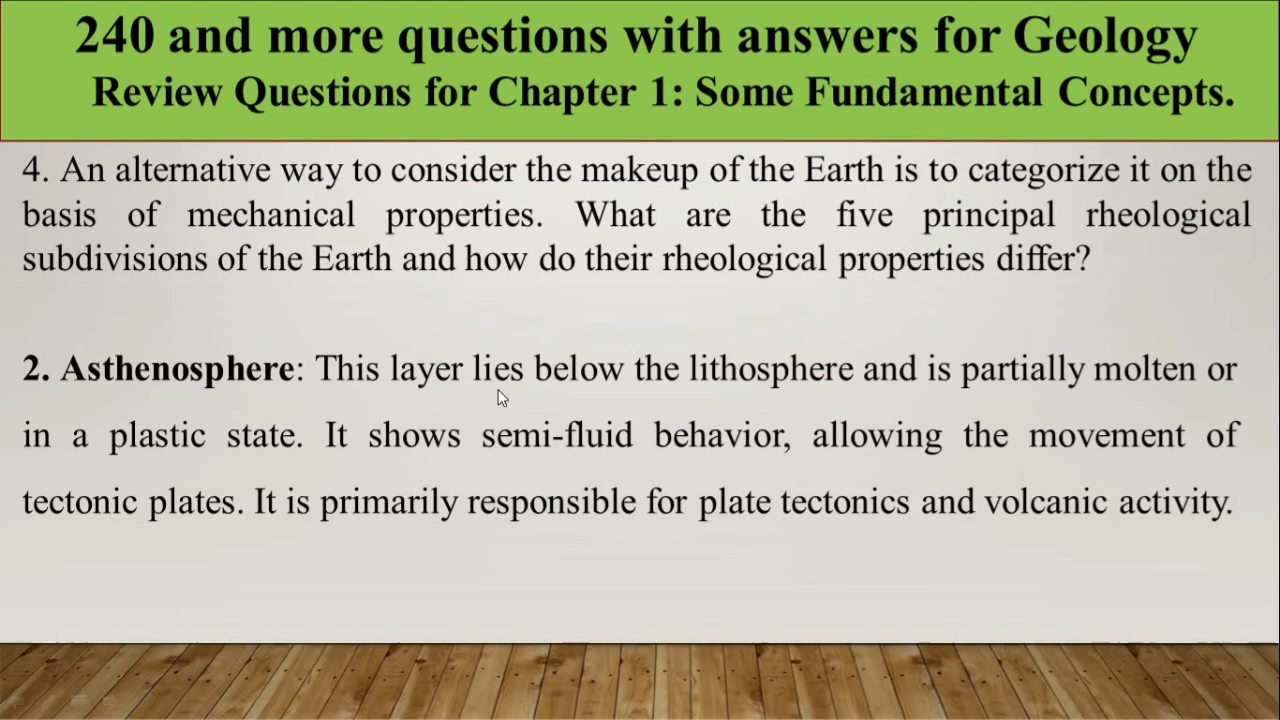 240 and more questions with answers for Geology
Review Questions for Chapter 1: Some Fundamental Concepts.
4. An alternative way to consider the makeup of the Earth is to categorize it on the
basis of mechanical properties. What are the five principal rheological
subdivisions of the Earth and how do their rheological properties differ?
2. Asthenosphere: This layer lies below the lithosphere and is partially molten or
in a plastic state. It shows semi-fluid behavior, allowing the movement of
tectonic plates. It is primarily responsible for plate tectonics and volcanic activity.